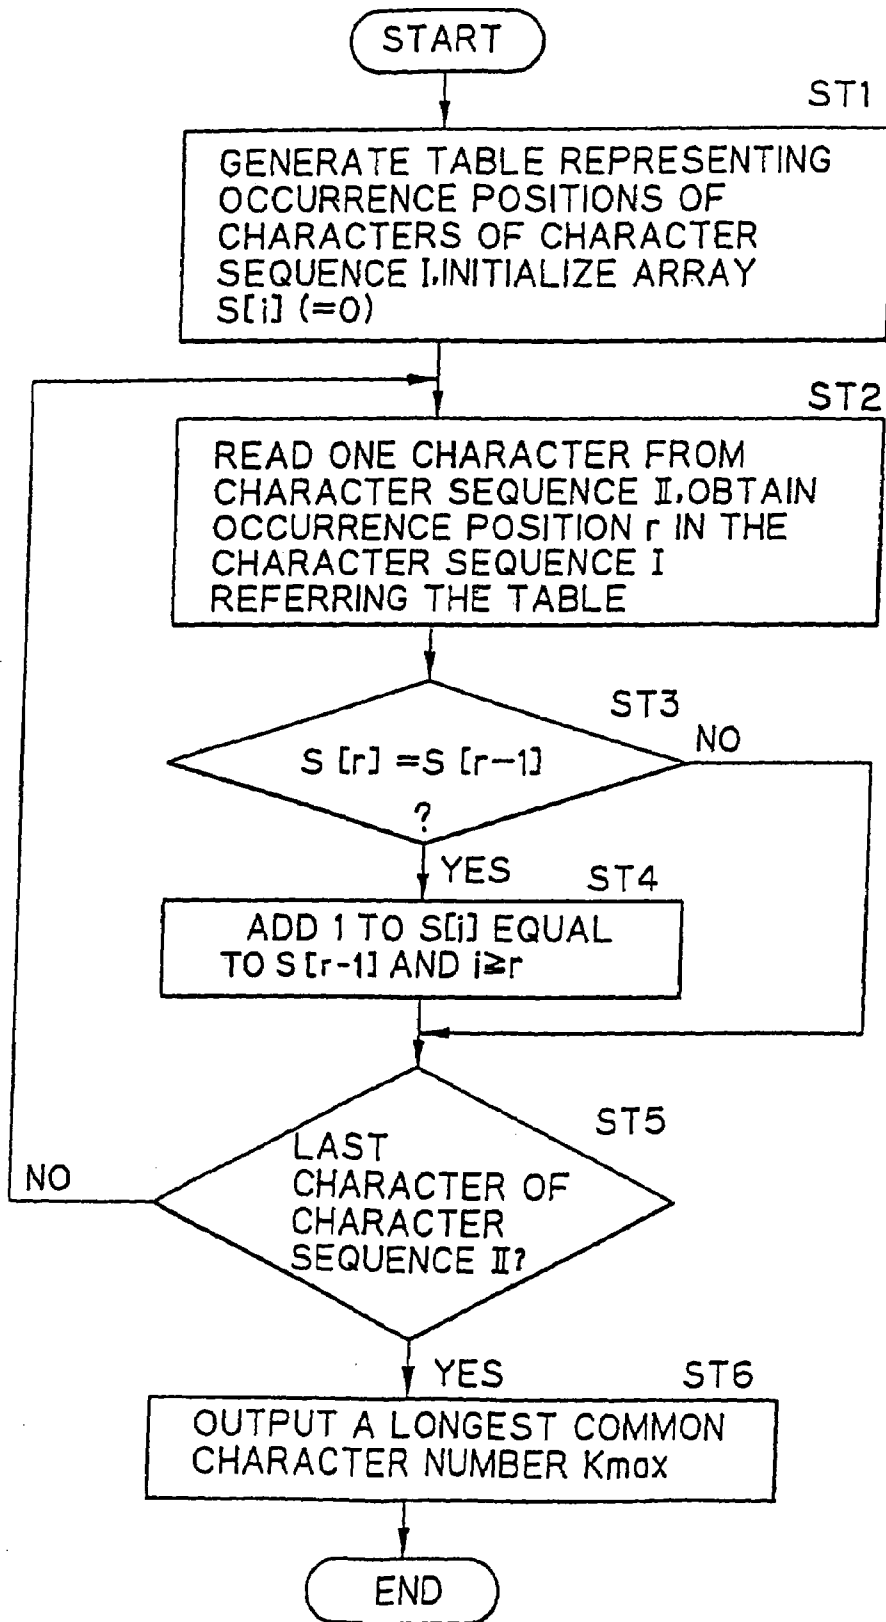 START
ST1
GENERATE TABLE REPRESENTING
OCCURRENCE POSITIONS OF
CHARACTERS OF CHARACTER
SEQUENCE I.INITIALIZE ARRAY
S[i] (=0)
ST2
READ ONE CHARACTER FROM
CHARACTER SEQUENCE Ⅱ.OBTAIN
OCCURRENCE POSITION r IN THE
CHARACTER SEQUENCE I
REFERRING THE TABLE
ST3
S [r] =S [r-1]
?
NO
YES
ST4
ADD 1 TO S[i] EQUAL
TO S[r-1] AND i≧r
ST5
LAST
CHARACTER OF
CHARACTER
SEQUENCE Ⅱ?
NO
YES
ST6
OUTPUT A LONGEST COMMON
CHARACTER NUMBER Kmax
END